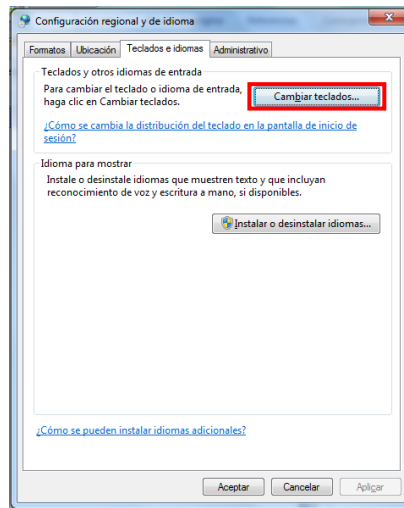 Configuración regional y de idioma
Formatos Ubicación Teclados e idiomas Administrativo
Teclados y otros idiomas de entrada
Para cambiar el teclado o idioma de entrada,
haga clic en Cambiar teclados.
Cambiar teclados...
¿Cómo se cambia la distribución del teclado en la pantalla de inicio de
sesión?
Idioma para mostrar
Instale o desinstale idiomas que muestren texto y que incluyan
reconocimiento de voz y escritura a mano, si disponibles.
Instalar o desinstalar idiomas...
¿Cómo se pueden instalar idiomas adicionales?
Aceptar Cancelar Aplicar